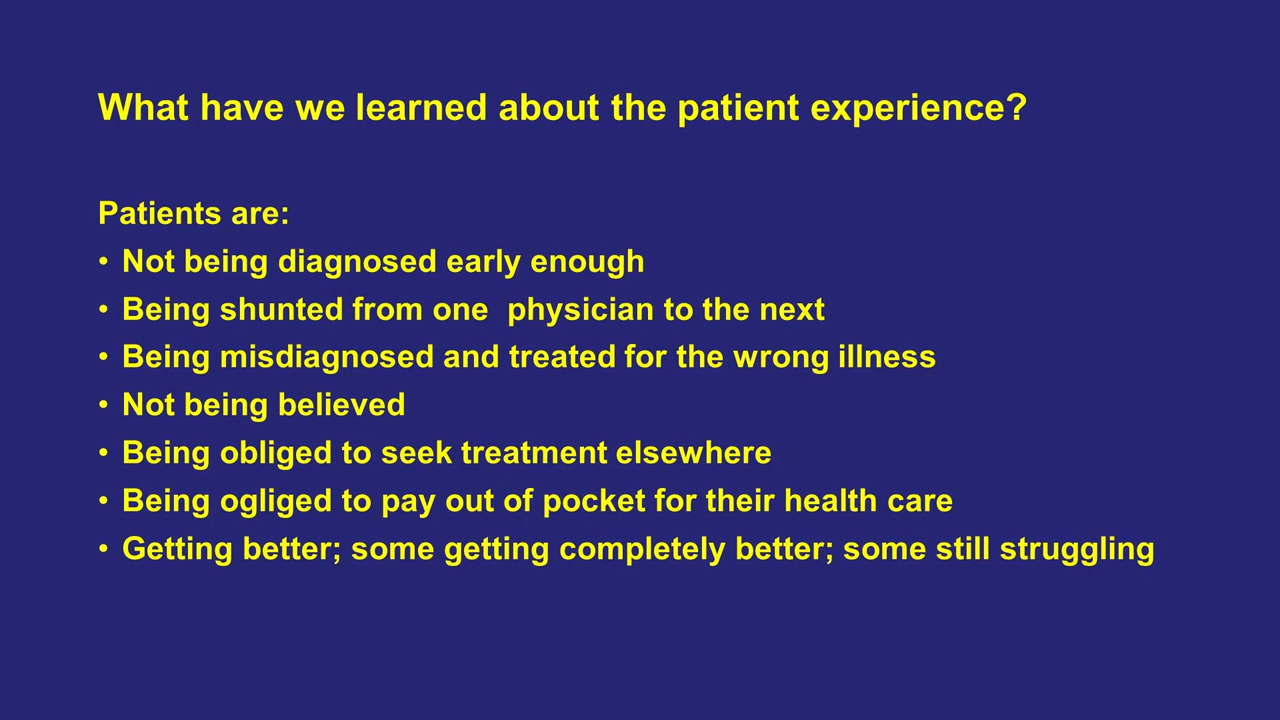 What have we learned about the patient experience?
Patients are:
• Not being diagnosed early enough
• Being shunted from one  physician to the next
• Being misdiagnosed and treated for the wrong illness
• Not being believed
• Being obliged to seek treatment elsewhere
• Being ogliged to pay out of pocket for their health care
• Getting better; some getting completely better; some still struggling